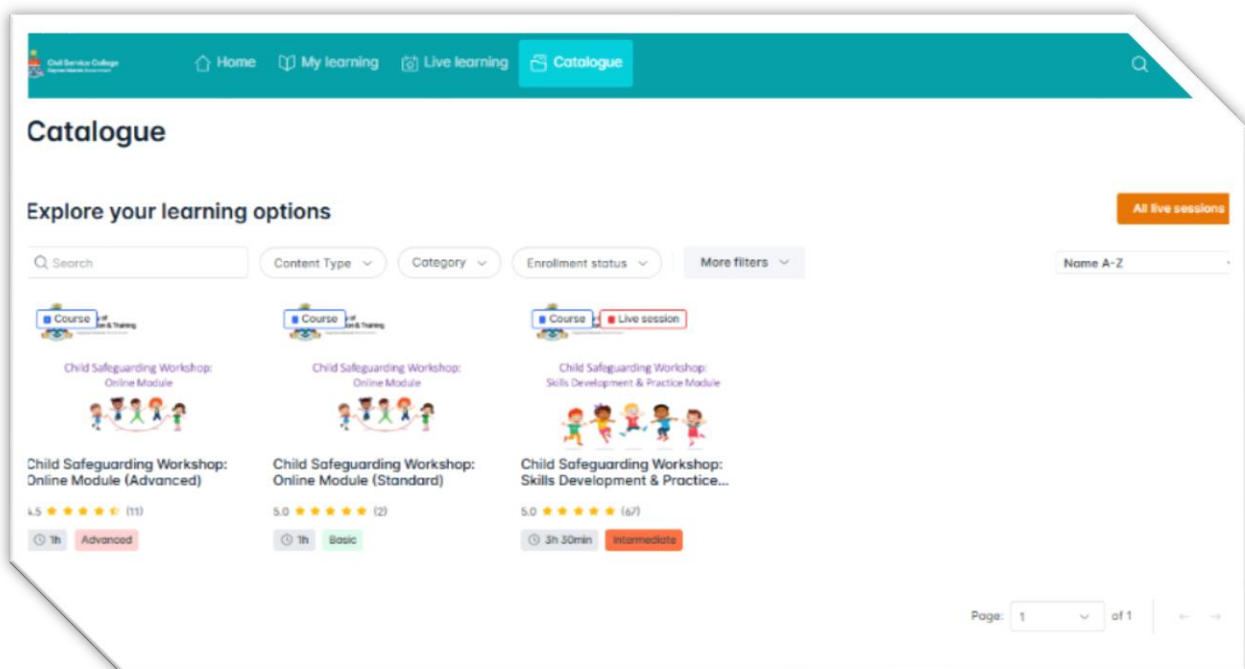 Civil Service College
Cayman Islands Government
Home
My learning
Live learning
Catalogue
Catalogue
Explore your learning options
All live sessions
Search
Content Type
Category
Enrollment status
More filters
Name A-Z
Course
Child Safeguarding Workshop:
Online Module
Child Safeguarding Workshop:
Online Module (Advanced)
4.5 (11)
1h
Advanced
Course
Child Safeguarding Workshop:
Online Module
Child Safeguarding Workshop:
Online Module (Standard)
5.0 (2)
1h
Basic
Course
Live session
Child Safeguarding Workshop:
Skills Development & Practice Module
Child Safeguarding Workshop:
Skills Development & Practice...
5.0 (67)
3h 30min
Intermediate
Page: 1 of 1